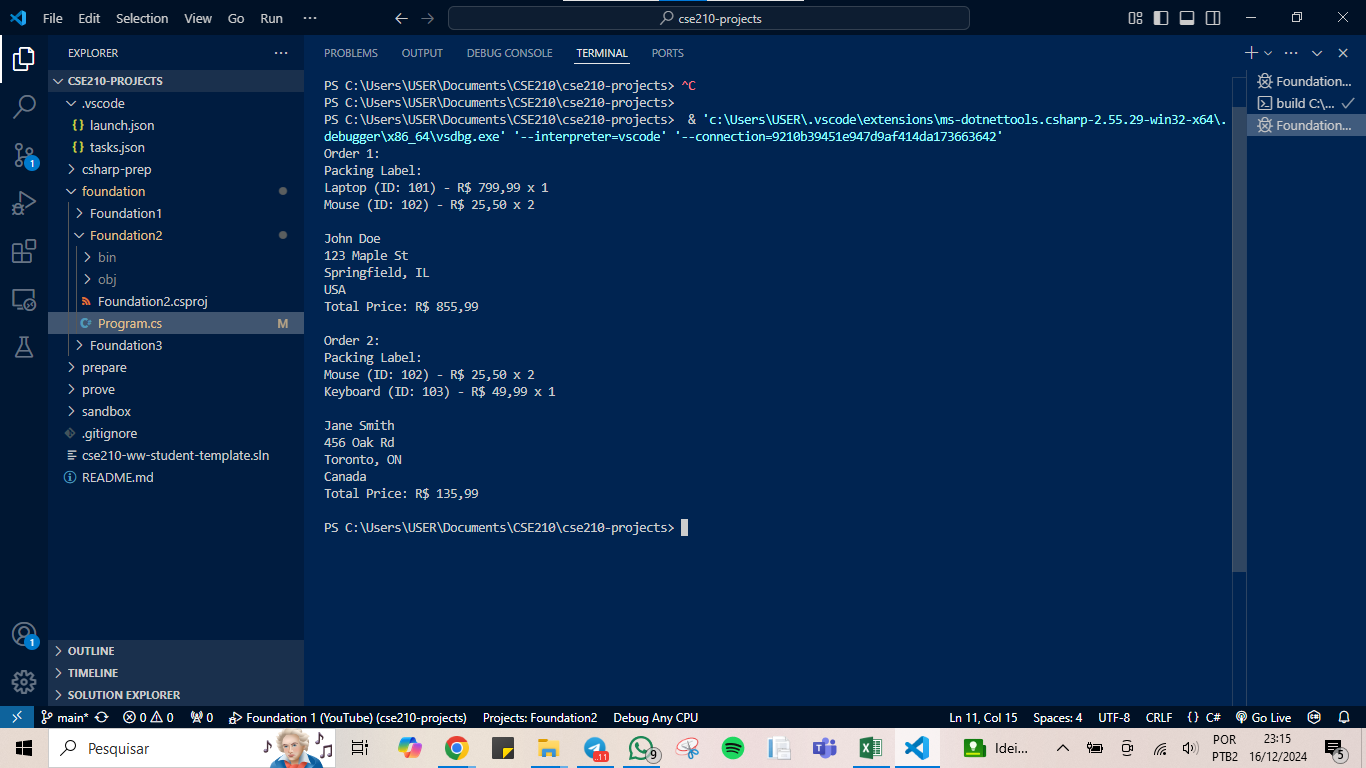 File Edit Selection View Go Run ···
cse210-projects
EXPLORER ···
CSE210-PROJECTS
.vscode
{} launch.json
{} tasks.json
csharp-prep
foundation
Foundation1
Foundation2
bin
obj
Foundation2.csproj
Program.cs M
Foundation3
prepare
prove
sandbox
.gitignore
cse210-ww-student-template.sln
README.md
OUTLINE
TIMELINE
SOLUTION EXPLORER
1
1
PROBLEMS OUTPUT DEBUG CONSOLE TERMINAL PORTS
PS C:\Users\USER\Documents\CSE210\cse210-projects> ^C
PS C:\Users\USER\Documents\CSE210\cse210-projects>
PS C:\Users\USER\Documents\CSE210\cse210-projects>  & 'c:\Users\USER\.vscode\extensions\ms-dotnettools.csharp-2.55.29-win32-x64\.
debugger\x86_64\vsdbg.exe' '--interpreter=vscode' '--connection=9210b39451e947d9af414da173663642'
Order 1:
Packing Label:
Laptop (ID: 101) - R$ 799,99 x 1
Mouse (ID: 102) - R$ 25,50 x 2
John Doe
123 Maple St
Springfield, IL
USA
Total Price: R$ 855,99
Order 2:
Packing Label:
Mouse (ID: 102) - R$ 25,50 x 2
Keyboard (ID: 103) - R$ 49,99 x 1
Jane Smith
456 Oak Rd
Toronto, ON
Canada
Total Price: R$ 135,99
PS C:\Users\USER\Documents\CSE210\cse210-projects>
Foundation...
build C:\...
Foundation...
main* 0 0 0 Foundation 1 (YouTube) (cse210-projects) Projects: Foundation2 Debug Any CPU Ln 11, Col 15 Spaces: 4 UTF-8 CRLF {} C# Go Live
Pesquisar 11 9 Idei... POR 23:15
PTB2 16/12/2024 5